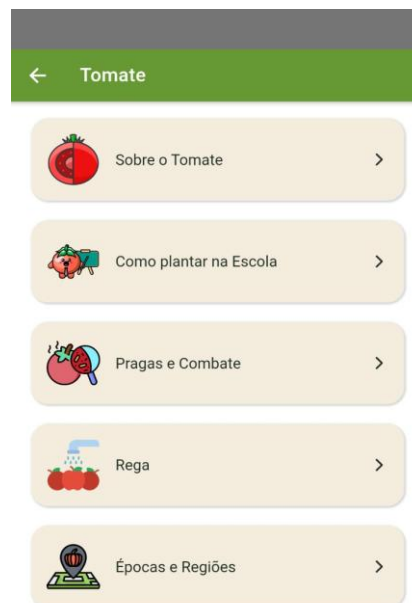 Tomate
Sobre o Tomate
Como plantar na Escola
Pragas e Combate
Rega
Épocas e Regiões